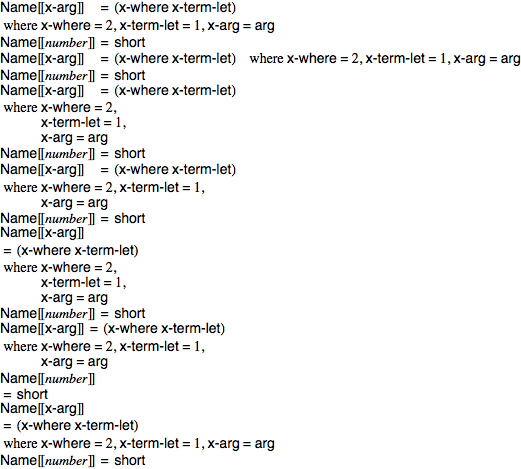 Name⟦x-arg⟧ = (x-where x-term-let)
where x-where = 2, x-term-let = 1, x-arg = arg
Name⟦number⟧ = short
Name⟦x-arg⟧ = (x-where x-term-let) where x-where = 2, x-term-let = 1, x-arg = arg
Name⟦number⟧ = short
Name⟦x-arg⟧ = (x-where x-term-let)
where x-where = 2,
x-term-let = 1,
x-arg = arg
Name⟦number⟧ = short
Name⟦x-arg⟧ = (x-where x-term-let)
where x-where = 2, x-term-let = 1,
x-arg = arg
Name⟦number⟧ = short
Name⟦x-arg⟧
= (x-where x-term-let)
where x-where = 2,
x-term-let = 1,
x-arg = arg
Name⟦number⟧ = short
Name⟦x-arg⟧ = (x-where x-term-let)
where x-where = 2, x-term-let = 1,
x-arg = arg
Name⟦number⟧
= short
Name⟦x-arg⟧
= (x-where x-term-let)
where x-where = 2, x-term-let = 1, x-arg = arg
Name⟦number⟧ = short